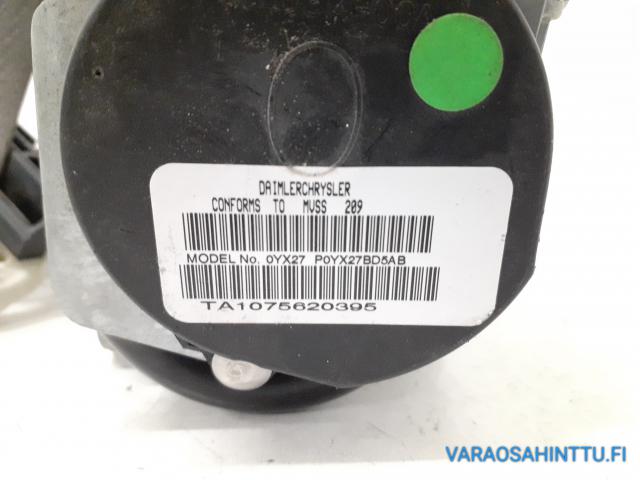 DAIMLERCHRYSLER
CONFORMS TO MVSS 209
MODEL No. 0YX27 P0YX27BD5AB
TA1075620395
VARAOSAHINTTU.FI